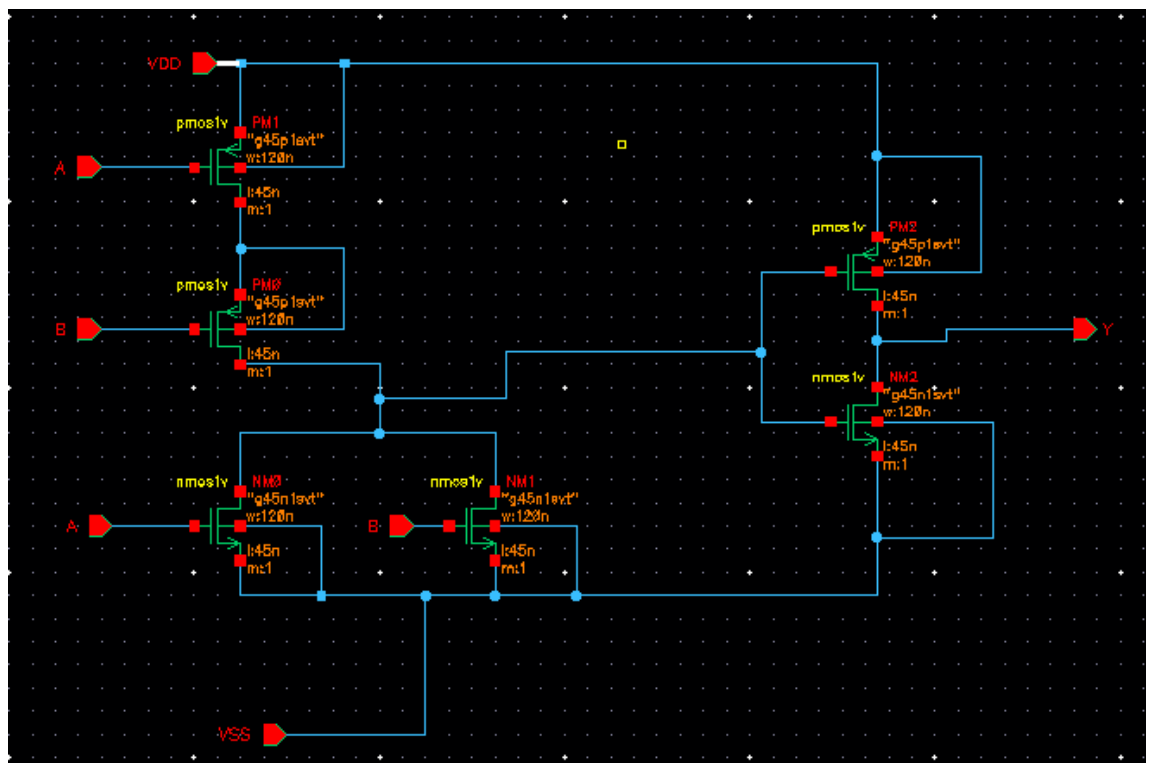 VDD
pmos1v PM1
"g45p1svt"
w:120n
A
l:45n
m:1
pmos1v PM0
"g45p1svt"
w:120n
B
l:45n
m:1
pmos1v PM2
"g45p1svt"
w:120n
l:45n
m:1
Y
nmos1v NM2
"g45n1svt"
w:120n
l:45n
m:1
nmos1v NM0
"g45n1svt"
w:120n
A
l:45n
m:1
nmos1v NM1
"g45n1svt"
w:120n
B
l:45n
m:1
VSS